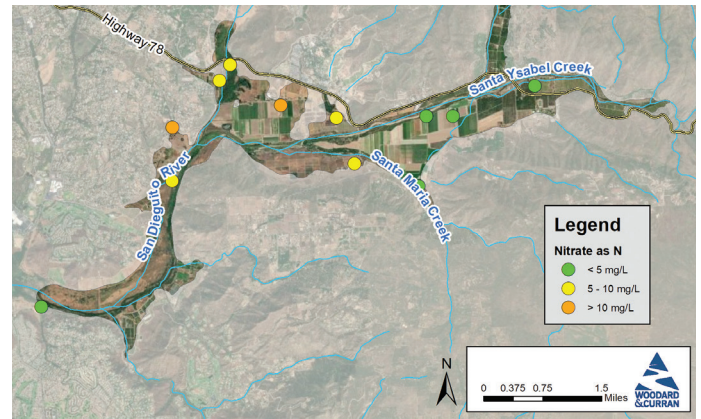 Highway 78
Santa Ysabel Creek
San Dieguito River
Santa Maria Creek
Legend
Nitrate as N
< 5 mg/L
5 - 10 mg/L
> 10 mg/L
N
0 0.375 0.75 1.5
Miles
WOODARD
&CURRAN